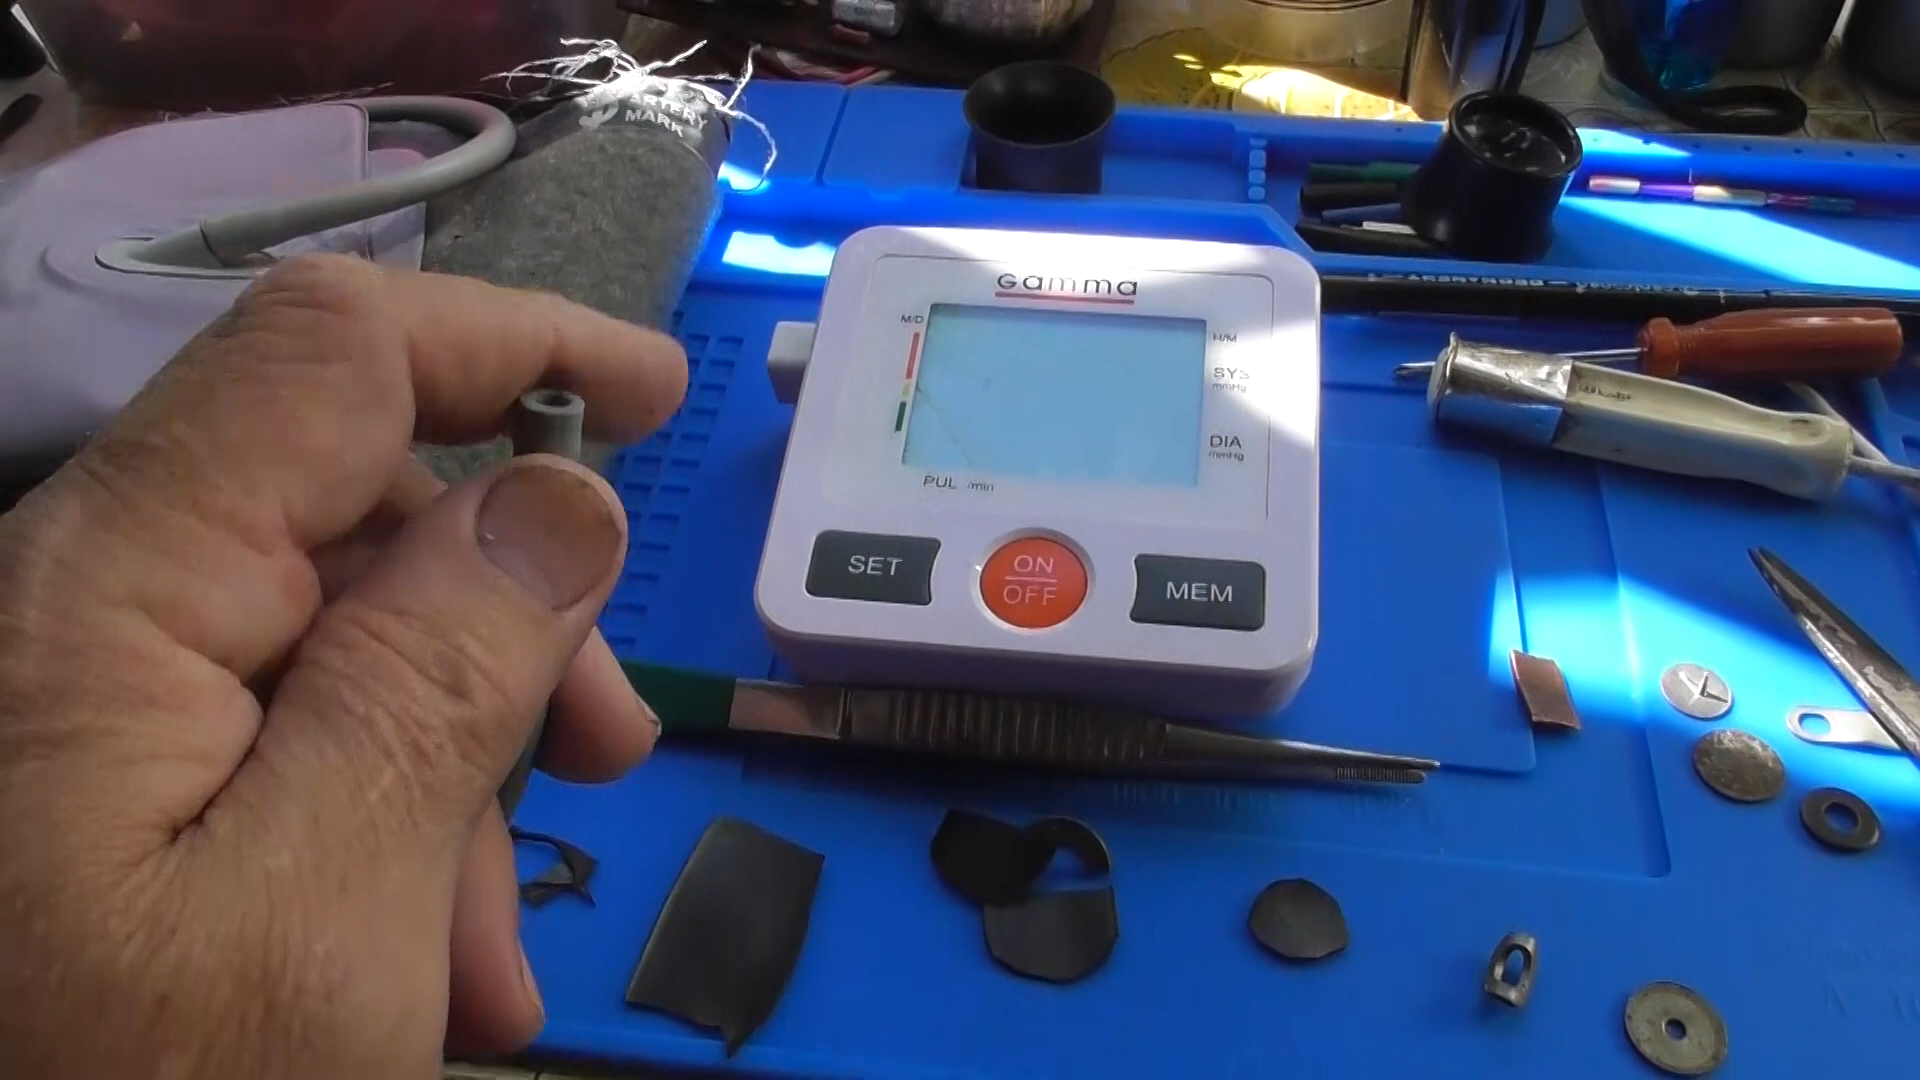 ARTERY
MARK
Gamma
M/D
H/M
SYS
mmHg
DIA
mmHg
PUL /min
SET
ON
OFF
MEM